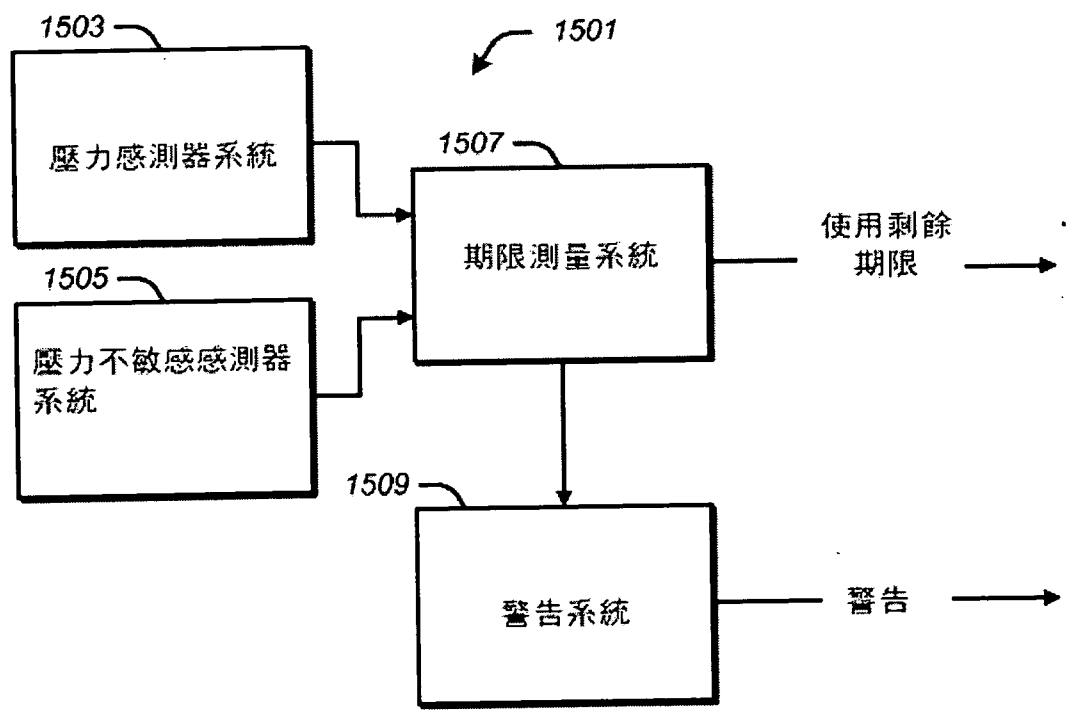 1503
1501
壓力感測器系統
1507
期限測量系統
使用剩餘
期限
1505
壓力不敏感感測器
系統
1509
警告系統
警告